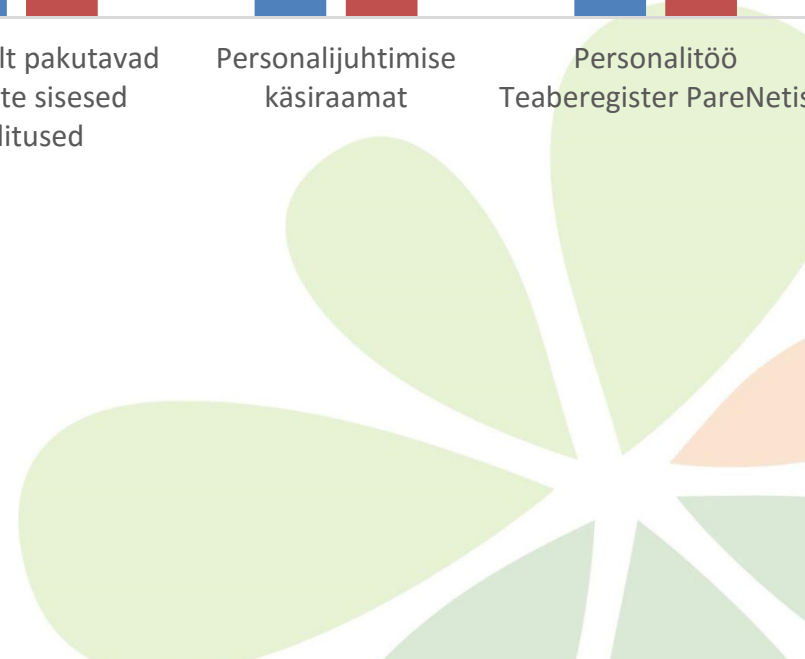 lt pakutavad
te sisesed
litused
Personalijuhtimise
käsiraamat
Personalitöö
Teaberegister PareNetis